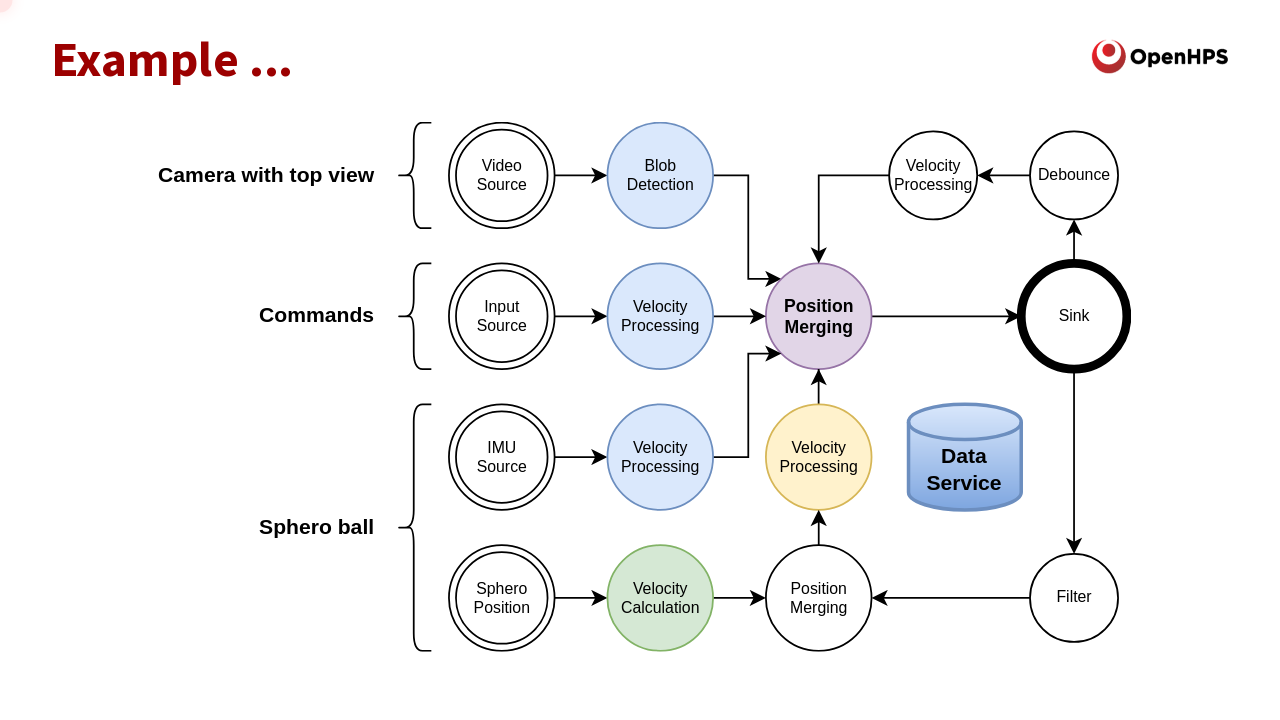 Example ...
OpenHPS
Camera with top view
Video
Source
Blob
Detection
Velocity
Processing
Debounce
Commands
Input
Source
Velocity
Processing
Position
Merging
Sink
Sphero ball
IMU
Source
Velocity
Processing
Velocity
Processing
Data
Service
Sphero
Position
Velocity
Calculation
Position
Merging
Filter